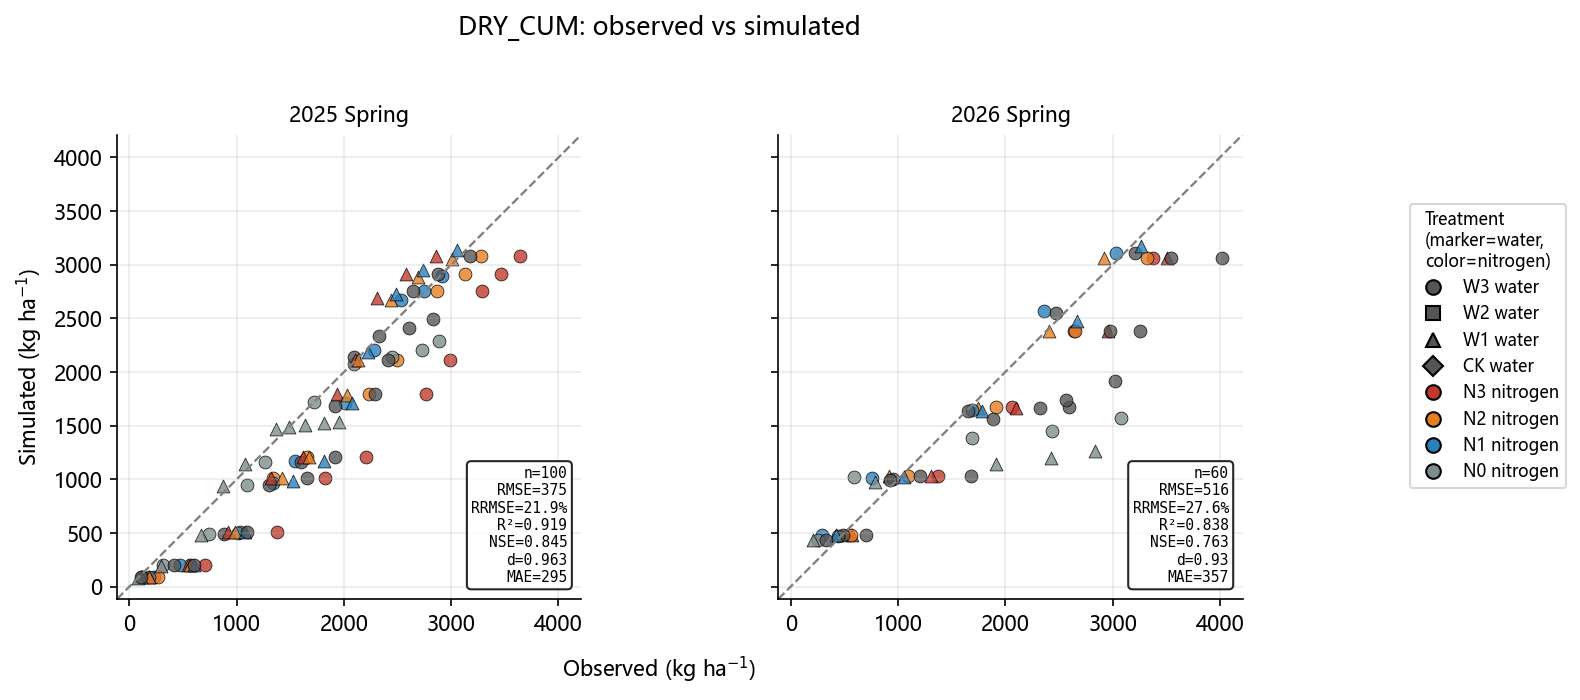 DRY_CUM: observed vs simulated
2025 Spring
2026 Spring
Simulated (kg ha⁻¹)
4000
3500
3000
2500
2000
1500
1000
500
0
n=100
RMSE=375
RRMSE=21.9%
R²=0.919
NSE=0.845
d=0.963
MAE=295
0 1000 2000 3000 4000
n=60
RMSE=516
RRMSE=27.6%
R²=0.838
NSE=0.763
d=0.93
MAE=357
0 1000 2000 3000 4000
Observed (kg ha⁻¹)
Treatment
(marker=water,
color=nitrogen)
W3 water
W2 water
W1 water
CK water
N3 nitrogen
N2 nitrogen
N1 nitrogen
N0 nitrogen